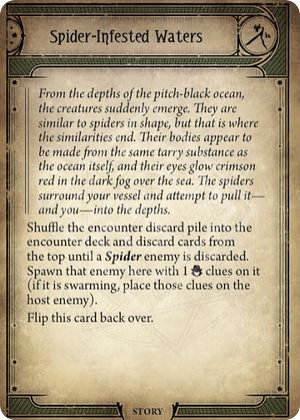 Spider-Infested Waters
From the depths of the pitch-black ocean,
the creatures suddenly emerge. They are
similar to spiders in shape, but that is where
the similarities end. Their bodies appear to
be made from the same tarry substance as
the ocean itself, and their eyes glow crimson
red in the dark fog over the sea. The spiders
surround your vessel and attempt to pull it—
and you—into the depths.
Shuffle the encounter discard pile into the
encounter deck and discard cards from
the top until a Spider enemy is discarded.
Spawn that enemy here with 1 clues on it
(if it is swarming, place those clues on the
host enemy).
Flip this card back over.
STORY